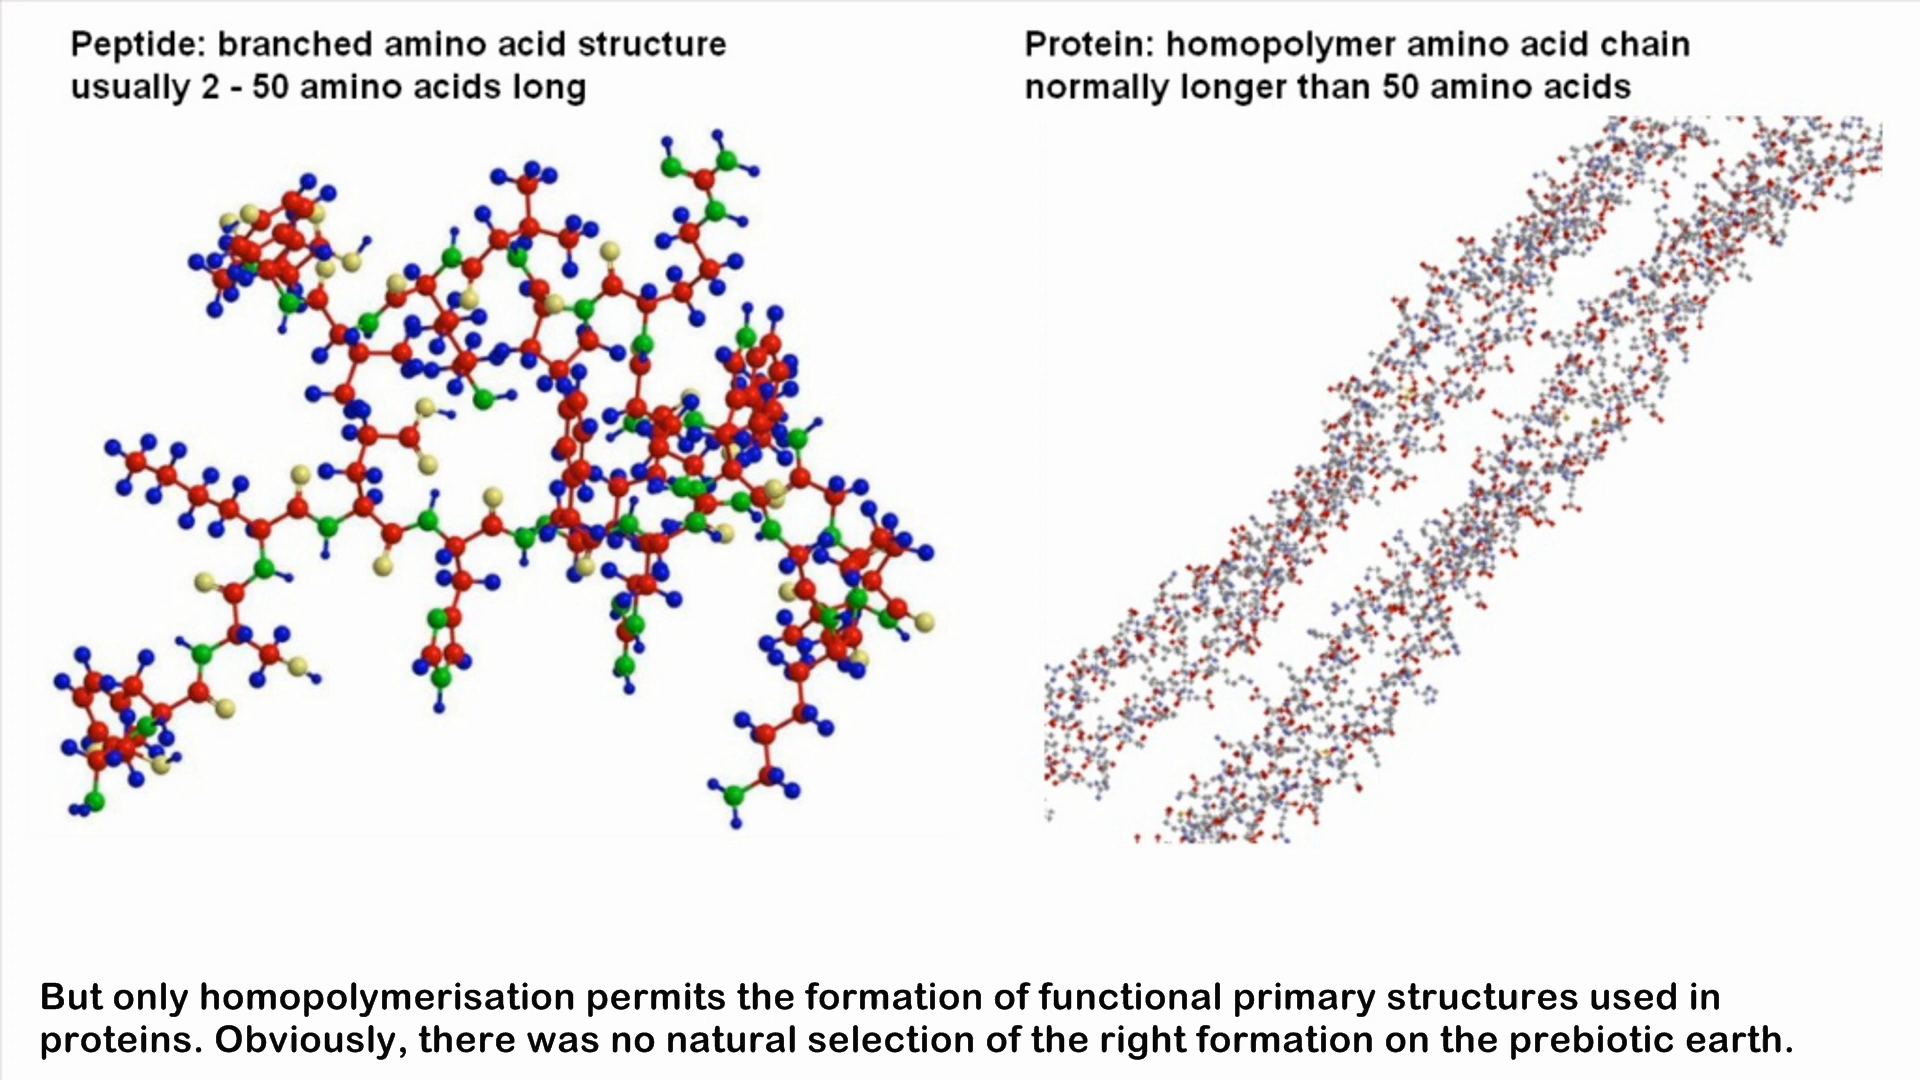 Peptide: branched amino acid structure
usually 2 - 50 amino acids long
Protein: homopolymer amino acid chain
normally longer than 50 amino acids
But only homopolymerisation permits the formation of functional primary structures used in
proteins. Obviously, there was no natural selection of the right formation on the prebiotic earth.